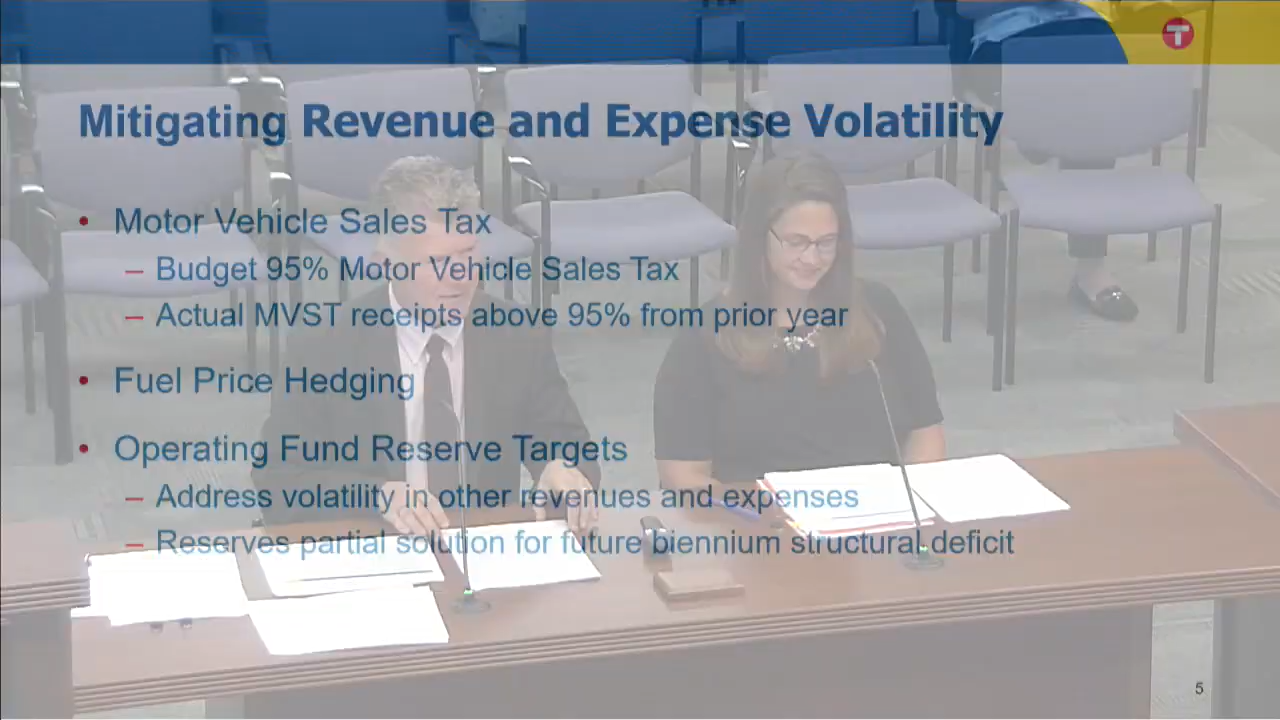 T
Mitigating Revenue and Expense Volatility
• Motor Vehicle Sales Tax
– Budget 95% Motor Vehicle Sales Tax
– Actual MVST receipts above 95% from prior year
• Fuel Price Hedging
• Operating Fund Reserve Targets
– Address volatility in other revenues and expenses
– Reserves partial solution for future biennium structural deficit
5